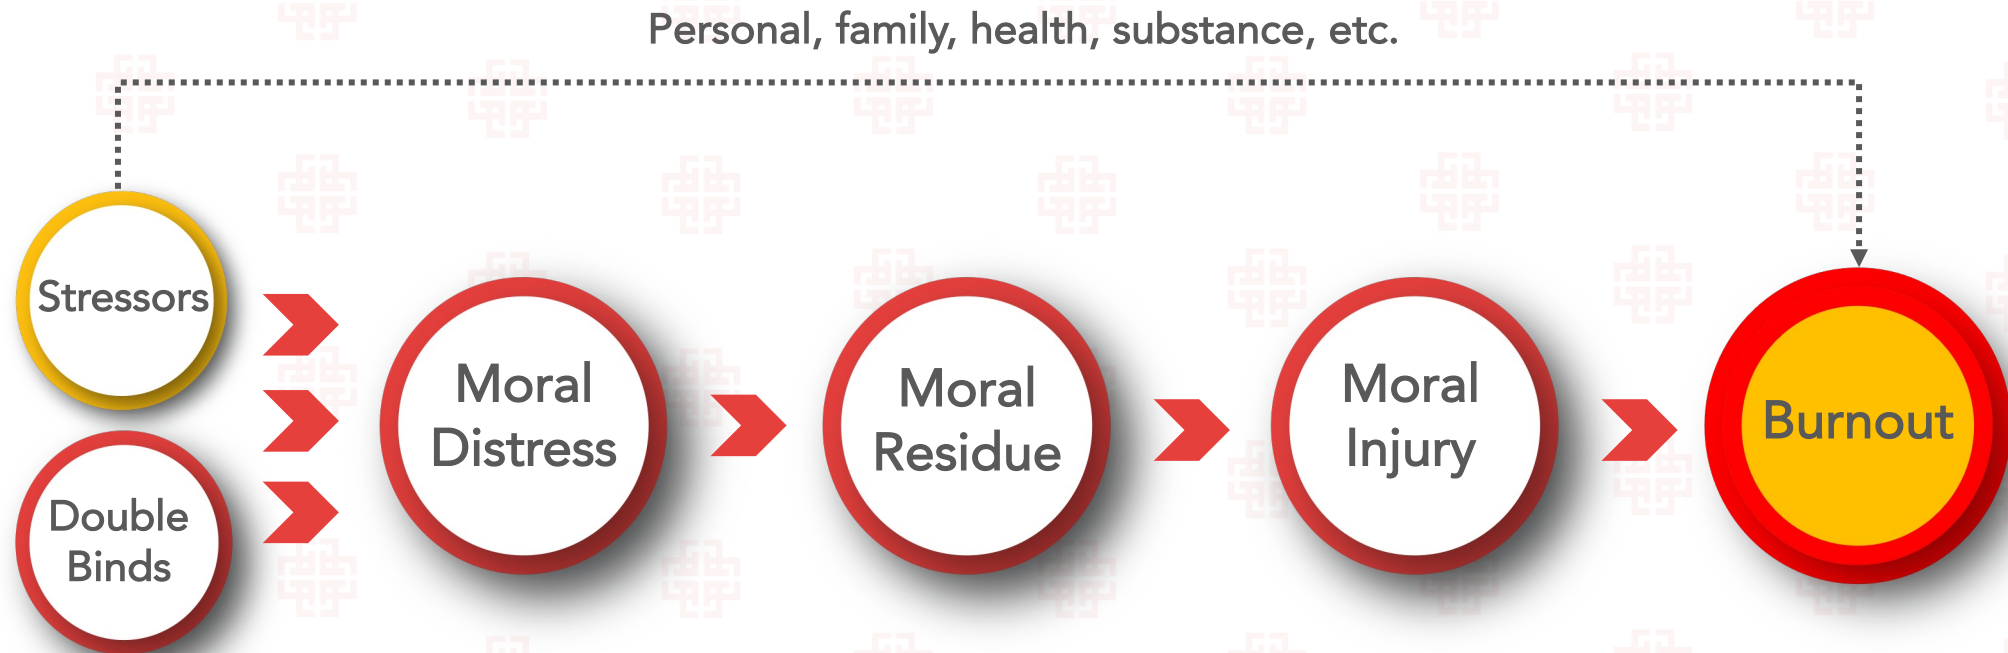 Personal, family, health, substance, etc.
Stressors
Double
Binds
Moral
Distress
Moral
Residue
Moral
Injury
Burnout